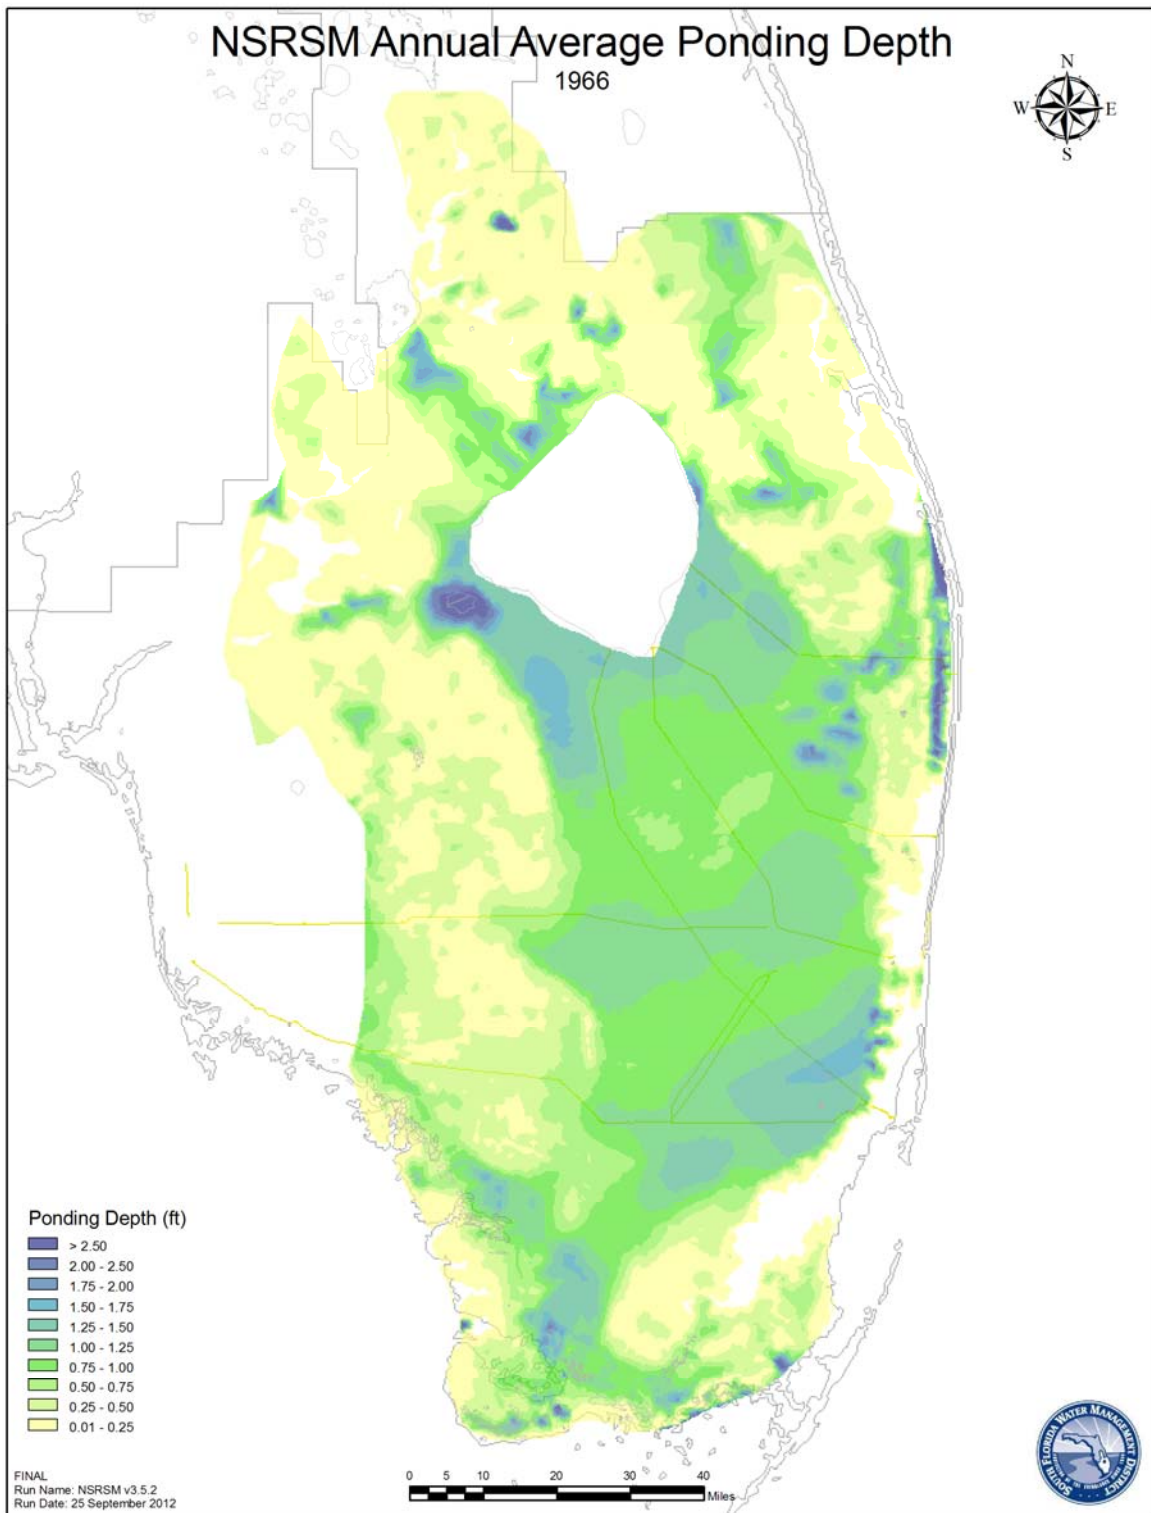 NSRSM Annual Average Ponding Depth
1966
N
W E
S
Ponding Depth (ft)
> 2.50
2.00 - 2.50
1.75 - 2.00
1.50 - 1.75
1.25 - 1.50
1.00 - 1.25
0.75 - 1.00
0.50 - 0.75
0.25 - 0.50
0.01 - 0.25
FINAL
Run Name: NSRSM v3.5.2
Run Date: 25 September 2012
0 5 10 20 30 40
Miles
SOUTH FLORIDA WATER MANAGEMENT DISTRICT